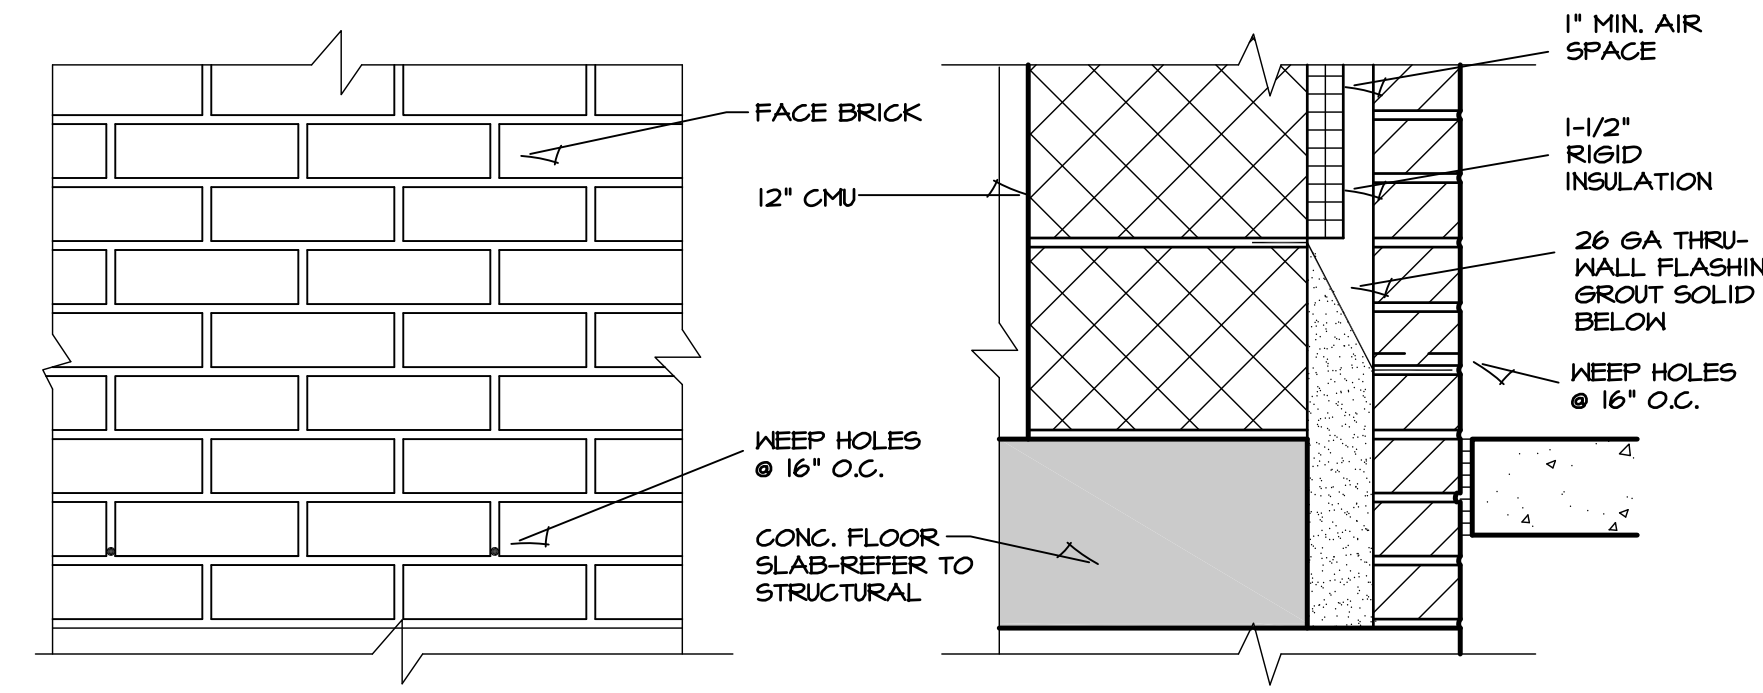 FACE BRICK
12" CMU
WEEP HOLES
@ 16" O.C.
CONC. FLOOR
SLAB-REFER TO
STRUCTURAL
1" MIN. AIR
SPACE
1-1/2"
RIGID
INSULATION
26 GA THRU-
WALL FLASHIN
GROUT SOLID
BELOW
WEEP HOLES
@ 16" O.C.